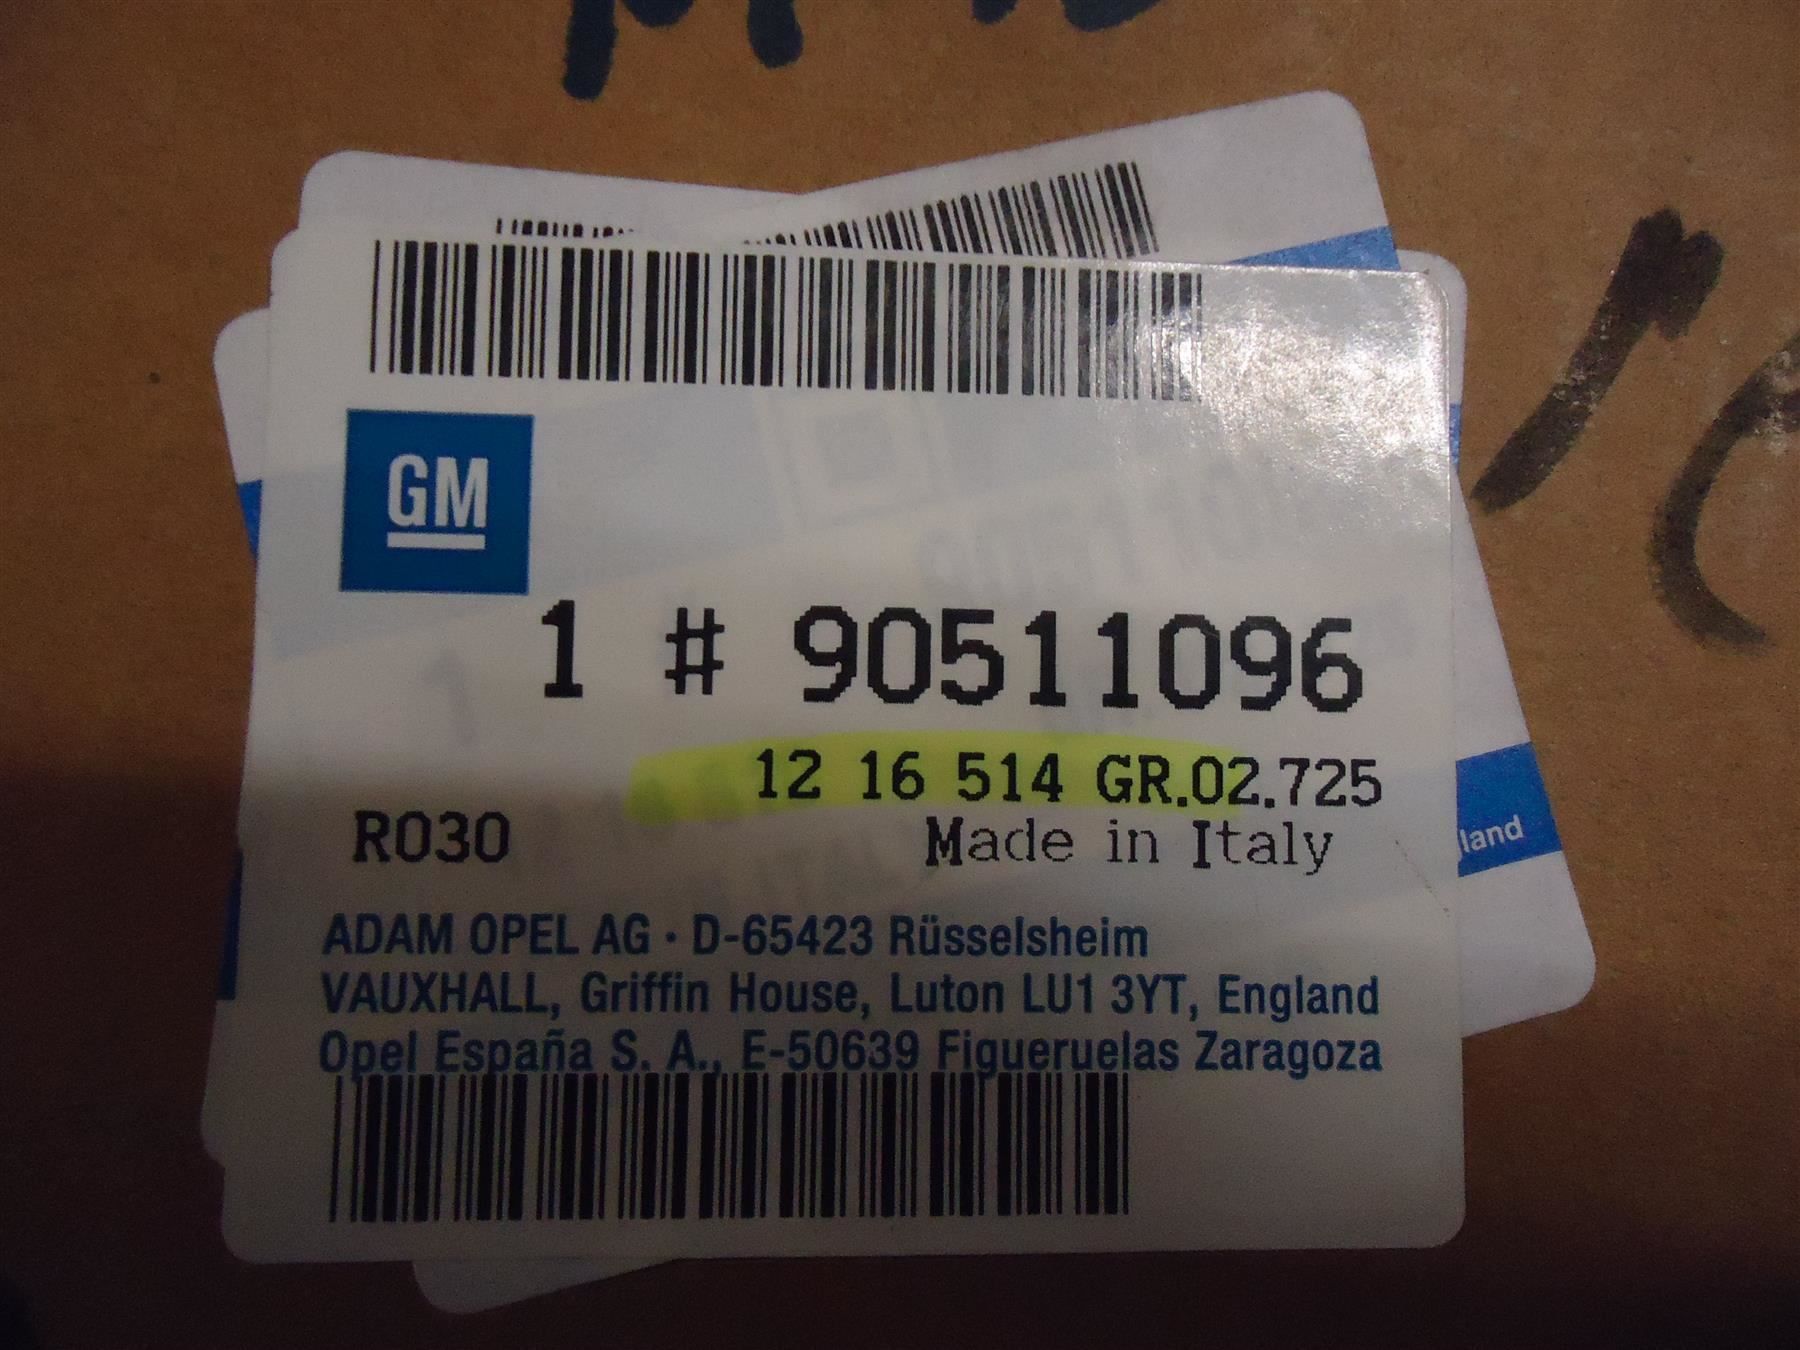 GM
1 # 90511096
12 16 514 GR.02.725
R030 Made in Italy
land
ADAM OPEL AG · D-65423 Rüsselsheim
VAUXHALL, Griffin House, Luton LU1 3YT, England
Opel España S. A., E-50639 Figueruelas Zaragoza